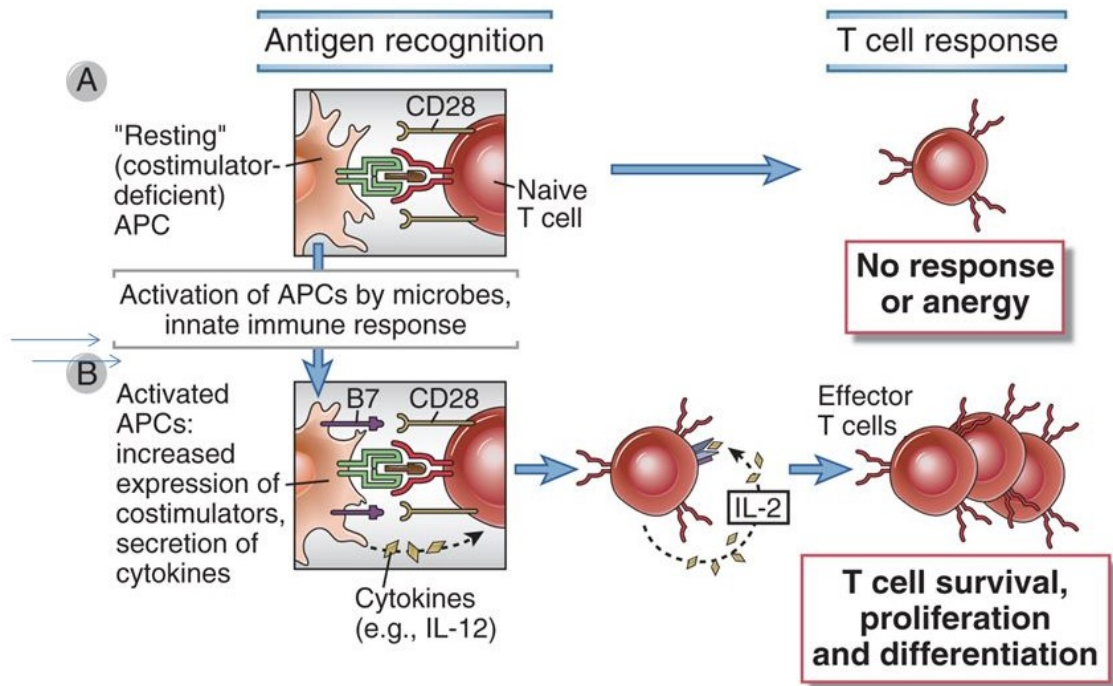 Antigen recognition
T cell response
A
"Resting"
(costimulator-
deficient)
APC
CD28
Naive
T cell
No response
or anergy
Activation of APCs by microbes,
innate immune response
B
Activated
APCs:
increased
expression of
costimulators,
secretion of
cytokines
B7
CD28
Cytokines
(e.g., IL-12)
IL-2
Effector
T cells
T cell survival,
proliferation
and differentiation